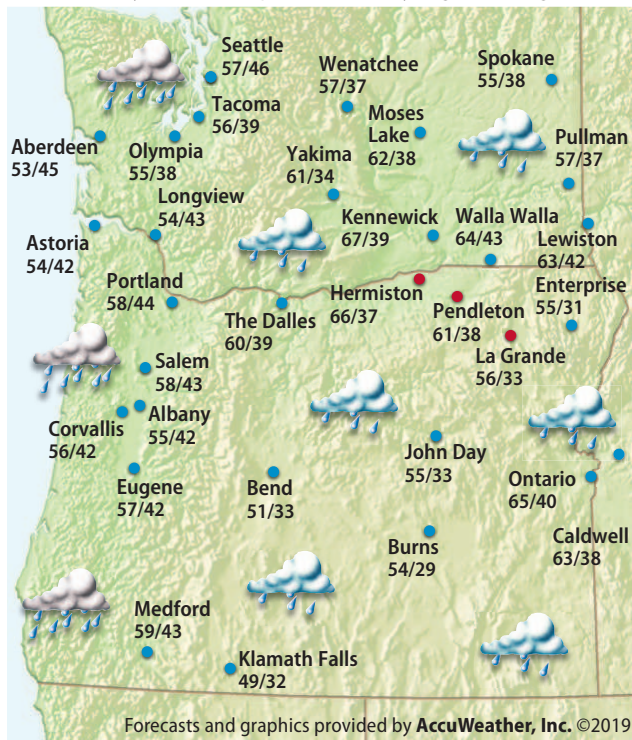 Seattle
57/46
Wenatchee
57/37
Spokane
55/38
Tacoma
56/39
Moses
Lake
62/38
Aberdeen
53/45
Olympia
55/38
Yakima
61/34
Pullman
57/37
Longview
54/43
Kennewick
67/39
Walla Walla
64/43
Lewiston
63/42
Astoria
54/42
Portland
58/44
The Dalles
60/39
Hermiston
66/37
Pendleton
61/38
Enterprise
55/31
La Grande
56/33
Salem
58/43
Albany
55/42
Corvallis
56/42
John Day
55/33
Ontario
65/40
Eugene
57/42
Bend
51/33
Burns
54/29
Caldwell
63/38
Medford
59/43
Klamath Falls
49/32
Forecasts and graphics provided by AccuWeather, Inc. ©2019